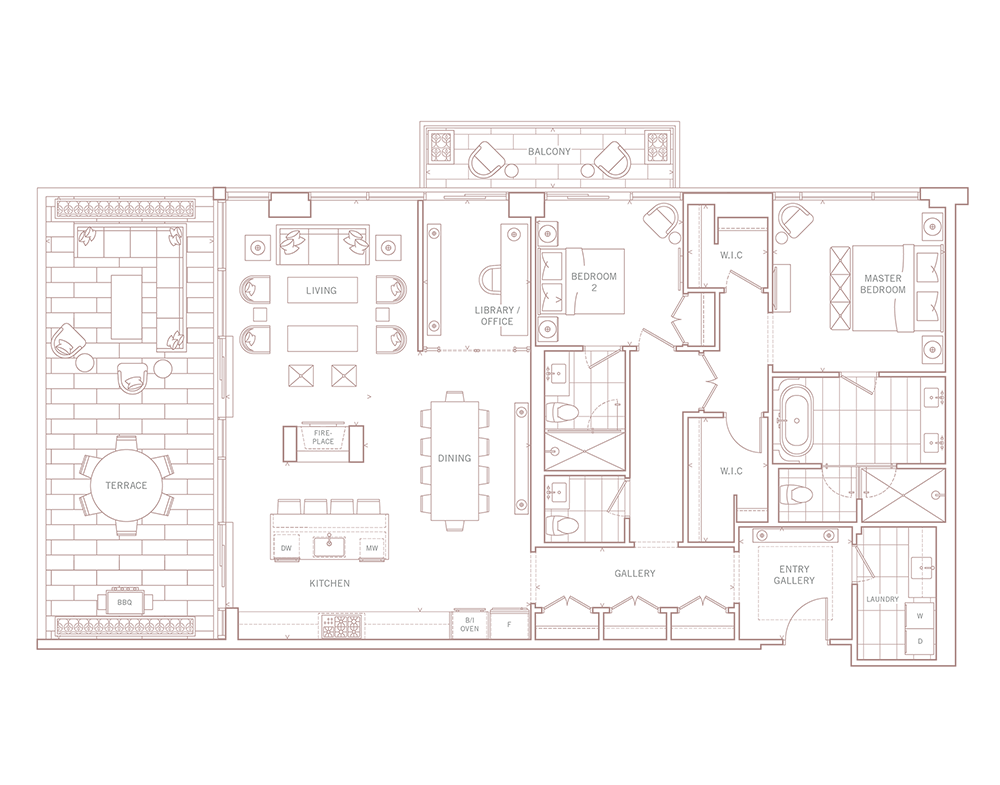 BALCONY
W.I.C
BEDROOM
2
MASTER
BEDROOM
LIVING
LIBRARY /
OFFICE
FIRE-
PLACE
DINING
W.I.C
TERRACE
DW
MW
KITCHEN
GALLERY
ENTRY
GALLERY
LAUNDRY
BBQ
B/I
OVEN
F
W
D